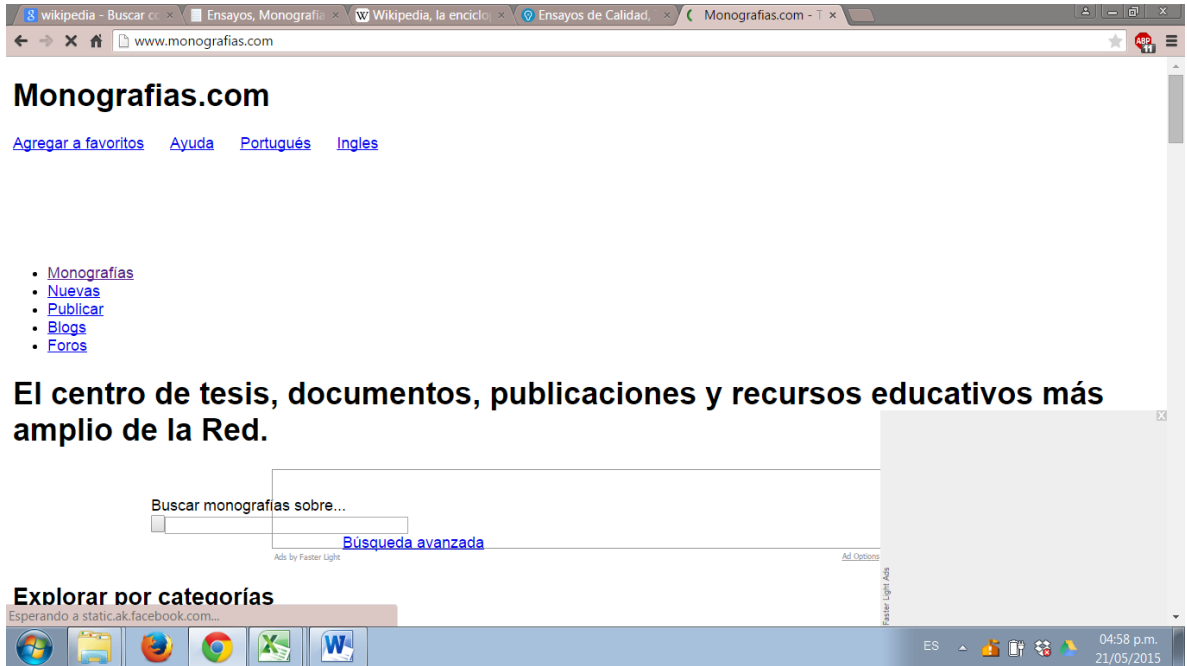 wikipedia - Buscar co
Ensayos, Monografia
Wikipedia, la enciclop
Ensayos de Calidad,
Monografias.com - T
www.monografias.com
ABP
11
Monografias.com
Agregar a favoritos Ayuda Portugués Ingles
Monografías
Nuevas
Publicar
Blogs
Foros
El centro de tesis, documentos, publicaciones y recursos educativos más
amplio de la Red.
Buscar monografías sobre...
Búsqueda avanzada
Ads by Faster Light
Ad Options
Faster Light Ads
Explorar por categorías
Esperando a static.ak.facebook.com...
ES
04:58 p.m.
21/05/2015